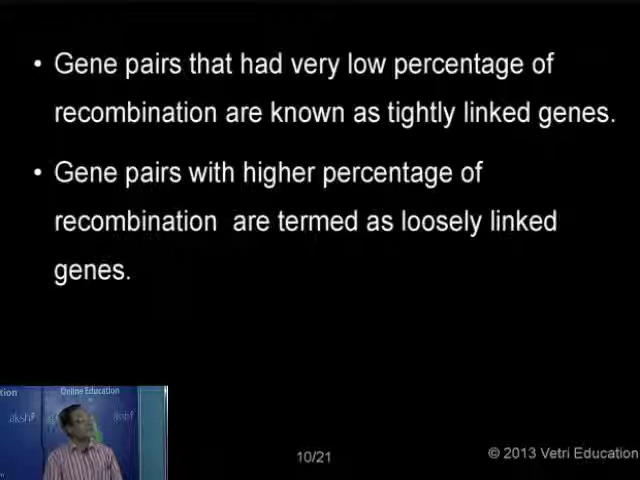 • Gene pairs that had very low percentage of
recombination are known as tightly linked genes.
• Gene pairs with higher percentage of
recombination are termed as loosely linked
genes.
Online Education
10/21
© 2013 Vetri Education